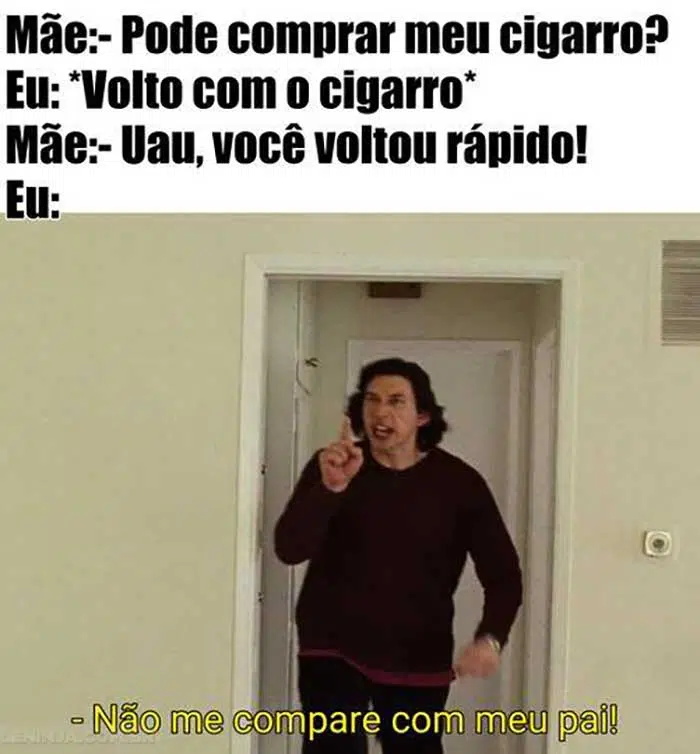 Mãe:- Pode comprar meu cigarro?
Eu: *Volto com o cigarro*
Mãe:- Uau, você voltou rápido!
Eu:
- Não me compare com meu pai!